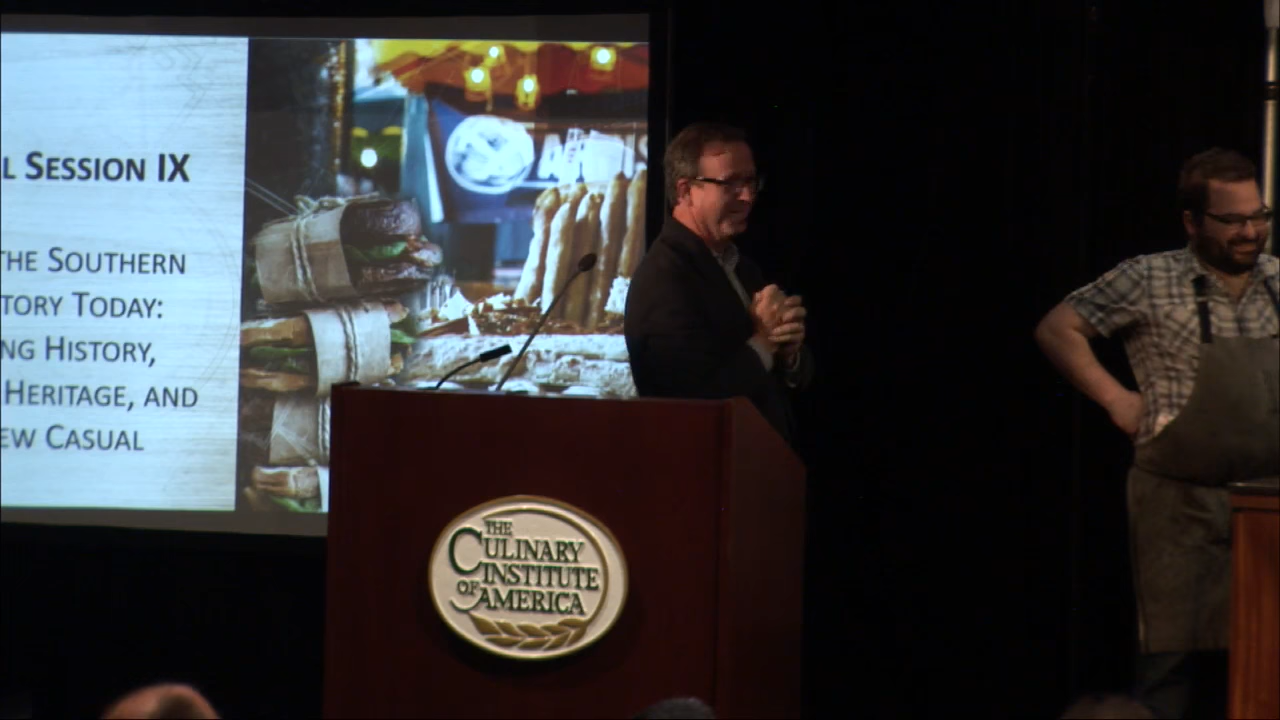 L SESSION IX
THE SOUTHERN
TORY TODAY:
NG HISTORY,
HERITAGE, AND
EW CASUAL
THE
CULINARY
INSTITUTE
OF AMERICA